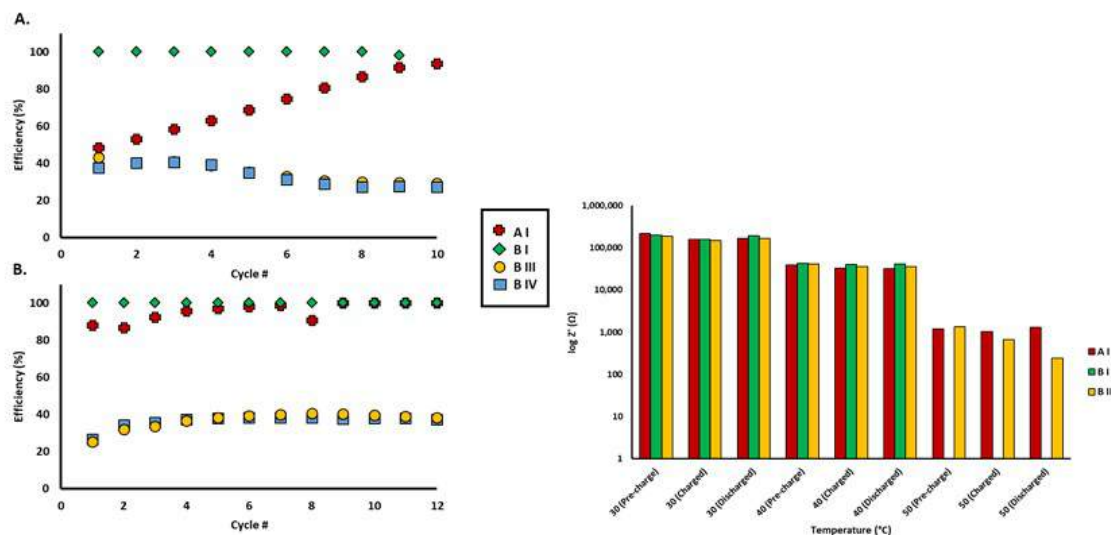 A.
Efficiency (%)
100
80
60
40
20
0
0 2 4 6 8 10
Cycle #
B.
Efficiency (%)
100
80
60
40
20
0
0 2 4 6 8 10 12
Cycle #
A I
B I
B III
B IV
log Z' (Ω)
1,000,000
100,000
10,000
1,000
100
10
1
30 (Pre-charge)
30 (Charged)
30 (Discharged)
40 (Pre-charge)
40 (Charged)
40 (Discharged)
50 (Pre-charge)
50 (Charged)
50 (Discharged)
Temperature (°C)
A I
B I
B II